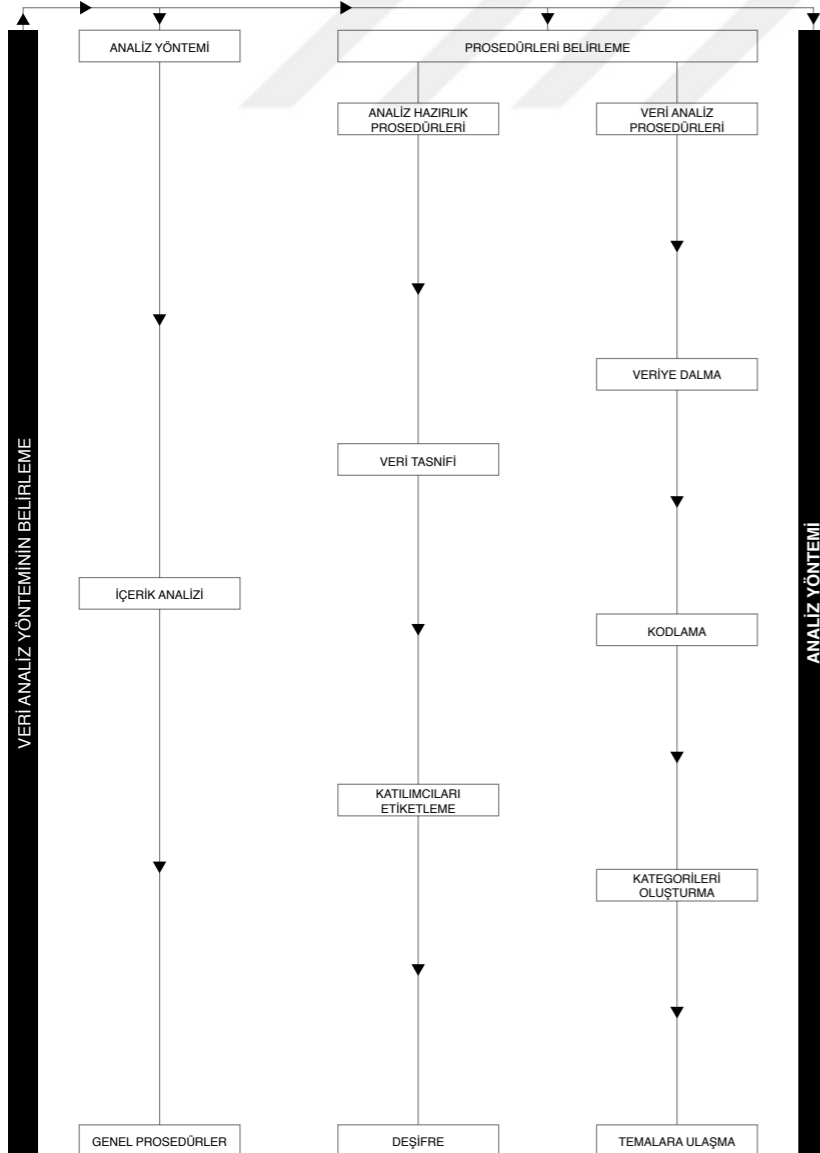 ANALİZ YÖNTEMİ
PROSEDÜRLERİ BELİRLEME
ANALİZ HAZIRLIK
PROSEDÜRLERİ
VERİ ANALİZ
PROSEDÜRLERİ
VERİYE DALMA
VERİ TASNİFİ
İÇERİK ANALİZİ
KODLAMA
KATILIMCILARI
ETİKETLEME
KATEGORİLERİ
OLUŞTURMA
GENEL PROSEDÜRLER
DEŞİFRE
TEMALARA ULAŞMA
VERİ ANALİZ YÖNTEMİNİN BELİRLEME
ANALİZ YÖNTEMİ